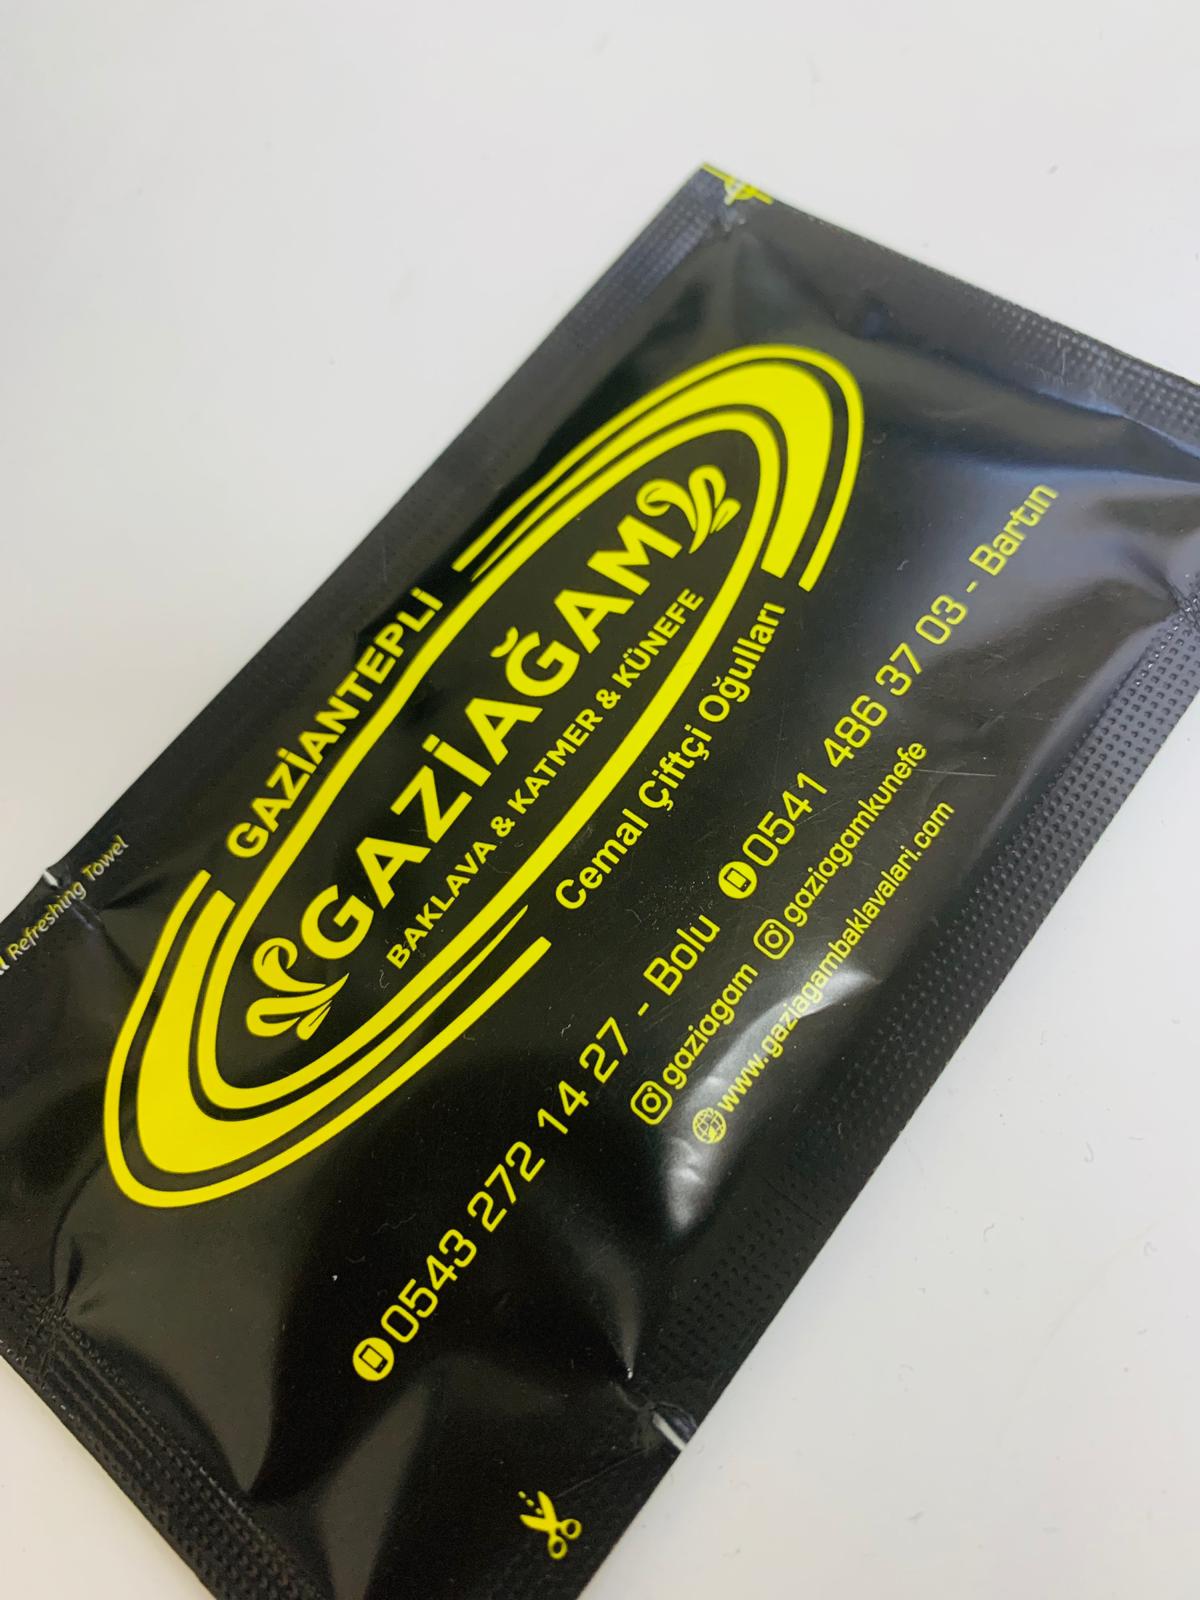 Refreshing Towel
GAZİANTEPLİ
GAZİAĞAM
BAKLAVA & KATMER & KÜNEFE
Cemal Çiftçi Oğulları
0543 272 14 27 - Bolu 0541 486 37 03 - Bartın
gaziagam gaziagamkunefe
www.gaziagambaklavalari.com